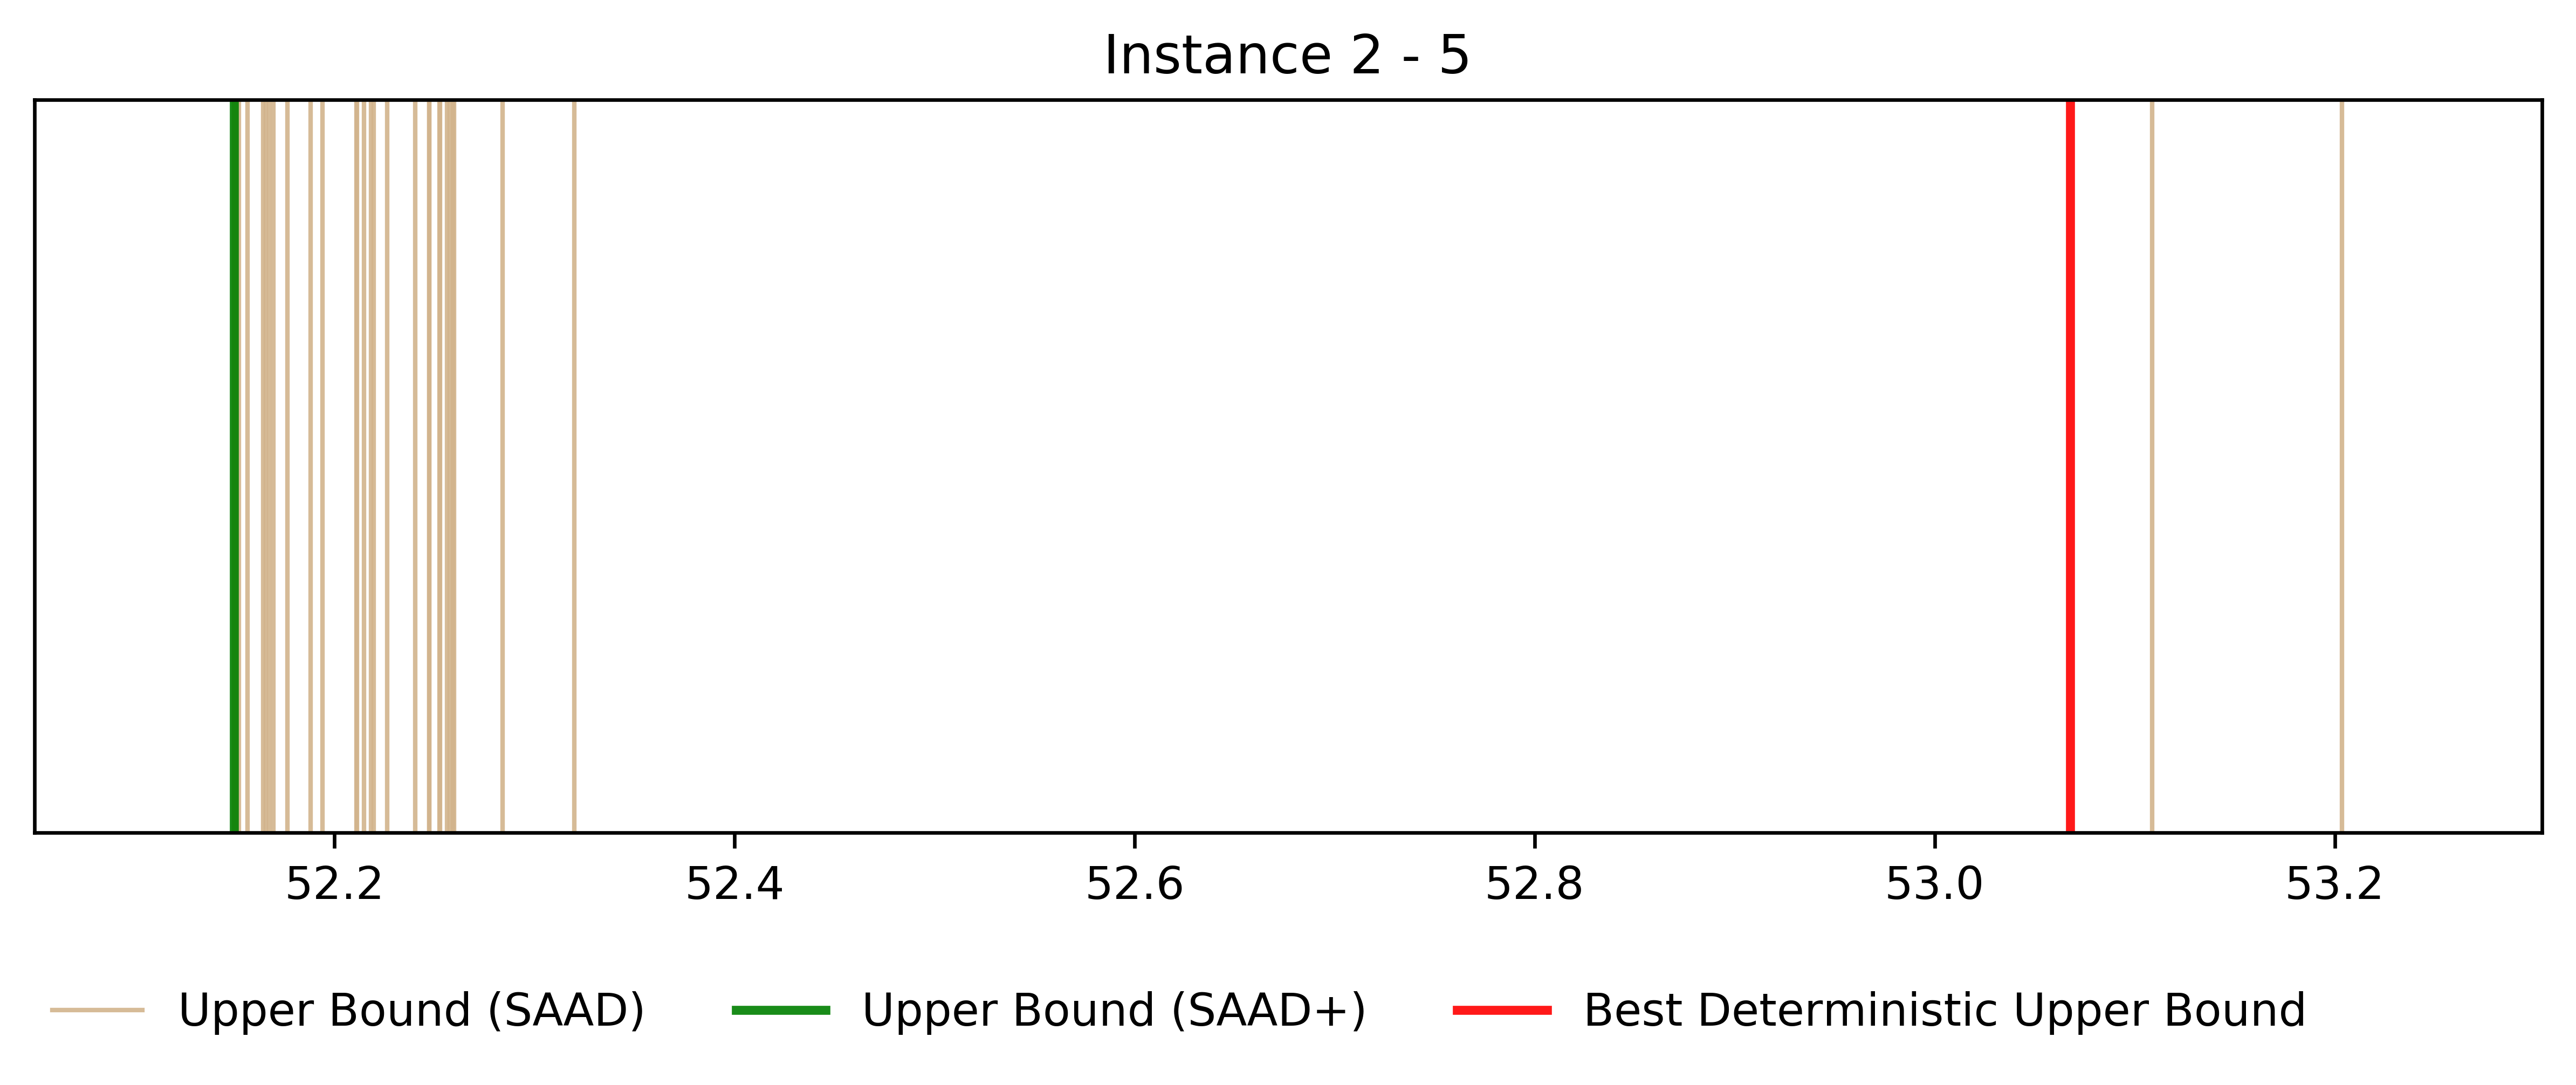 Instance 2 - 5
52.2 52.4 52.6 52.8 53.0 53.2
Upper Bound (SAAD) Upper Bound (SAAD+) Best Deterministic Upper Bound